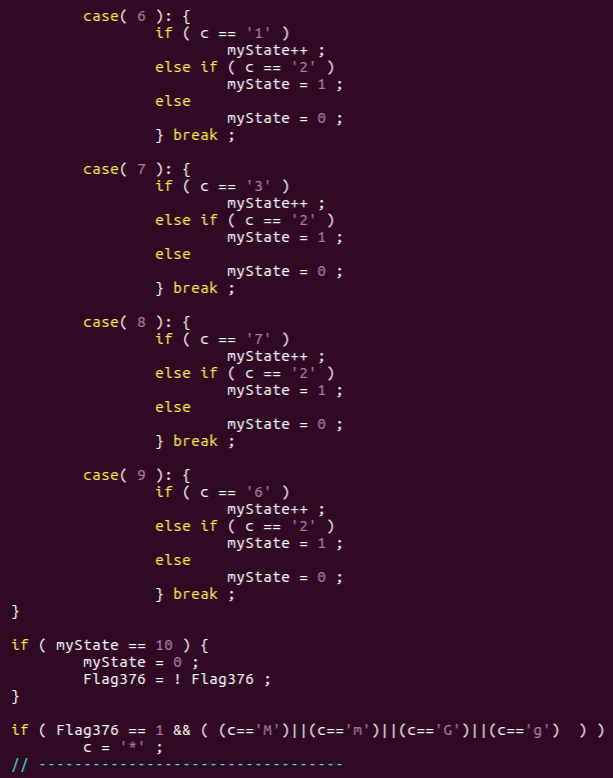 case( 6 ): {
if ( c == '1' )
myState++ ;
else if ( c == '2' )
myState = 1 ;
else
myState = 0 ;
} break ;
case( 7 ): {
if ( c == '3' )
myState++ ;
else if ( c == '2' )
myState = 1 ;
else
myState = 0 ;
} break ;
case( 8 ): {
if ( c == '7' )
myState++ ;
else if ( c == '2' )
myState = 1 ;
else
myState = 0 ;
} break ;
case( 9 ): {
if ( c == '6' )
myState++ ;
else if ( c == '2' )
myState = 1 ;
else
myState = 0 ;
} break ;
}
if ( myState == 10 ) {
myState = 0 ;
Flag376 = ! Flag376 ;
}
if ( Flag376 == 1 && ( (c=='M')||(c=='m')||(c=='G')||(c=='g')  ) )
c = '*' ;
// ----------------------------------